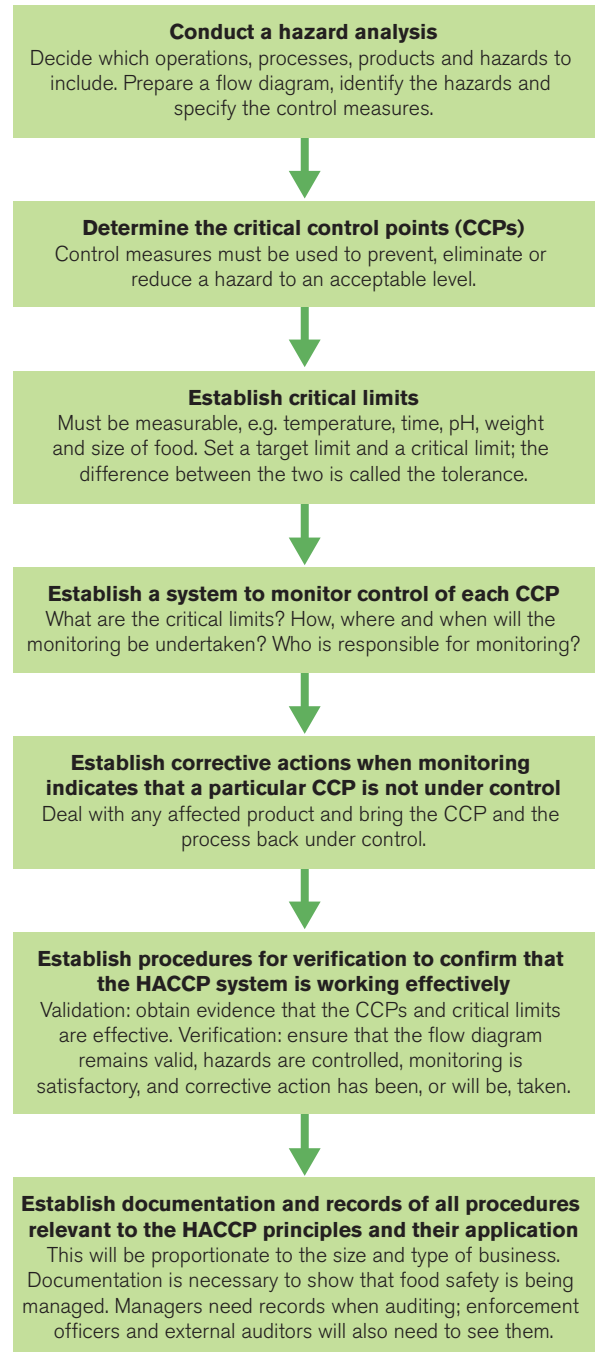 Conduct a hazard analysis
Decide which operations, processes, products and hazards to
include. Prepare a flow diagram, identify the hazards and
specify the control measures.
Determine the critical control points (CCPs)
Control measures must be used to prevent, eliminate or
reduce a hazard to an acceptable level.
Establish critical limits
Must be measurable, e.g. temperature, time, pH, weight
and size of food. Set a target limit and a critical limit; the
difference between the two is called the tolerance.
Establish a system to monitor control of each CCP
What are the critical limits? How, where and when will the
monitoring be undertaken? Who is responsible for monitoring?
Establish corrective actions when monitoring
indicates that a particular CCP is not under control
Deal with any affected product and bring the CCP and the
process back under control.
Establish procedures for verification to confirm that
the HACCP system is working effectively
Validation: obtain evidence that the CCPs and critical limits
are effective. Verification: ensure that the flow diagram
remains valid, hazards are controlled, monitoring is
satisfactory, and corrective action has been, or will be, taken.
Establish documentation and records of all procedures
relevant to the HACCP principles and their application
This will be proportionate to the size and type of business.
Documentation is necessary to show that food safety is being
managed. Managers need records when auditing; enforcement
officers and external auditors will also need to see them.